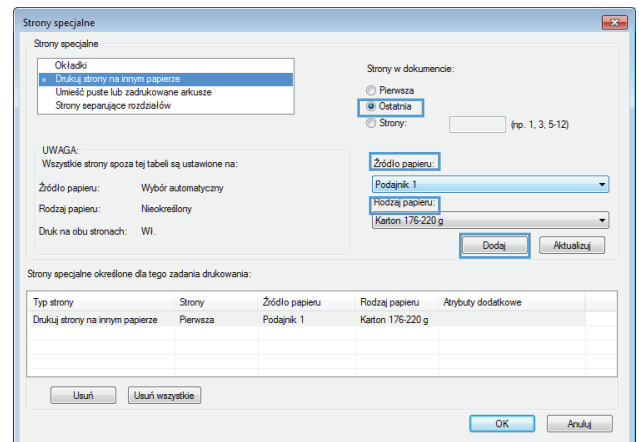 Strony specjalne
Strony specjalne
Okładki
» Drukuj strony na innym papierze
Umieść puste lub zadrukowane arkusze
Strony separujące rozdziałów
Strony w dokumencie:
Pierwsza
Ostatnia
Strony: (np. 1, 3, 5-12)
UWAGA:
Wszystkie strony spoza tej tabeli są ustawione na:
Źródło papieru: Wybór automatyczny
Rodzaj papieru: Nieokreślony
Druk na obu stronach: Wł.
Źródło papieru:
Podajnik 1
Rodzaj papieru:
Karton 176-220 g
Dodaj Aktualizuj
Strony specjalne określone dla tego zadania drukowania:
Typ strony Strony Źródło papieru Rodzaj papieru Atrybuty dodatkowe
Drukuj strony na innym papierze Pierwsza Podajnik 1 Karton 176-220 g
Usuń Usuń wszystkie
OK Anuluj